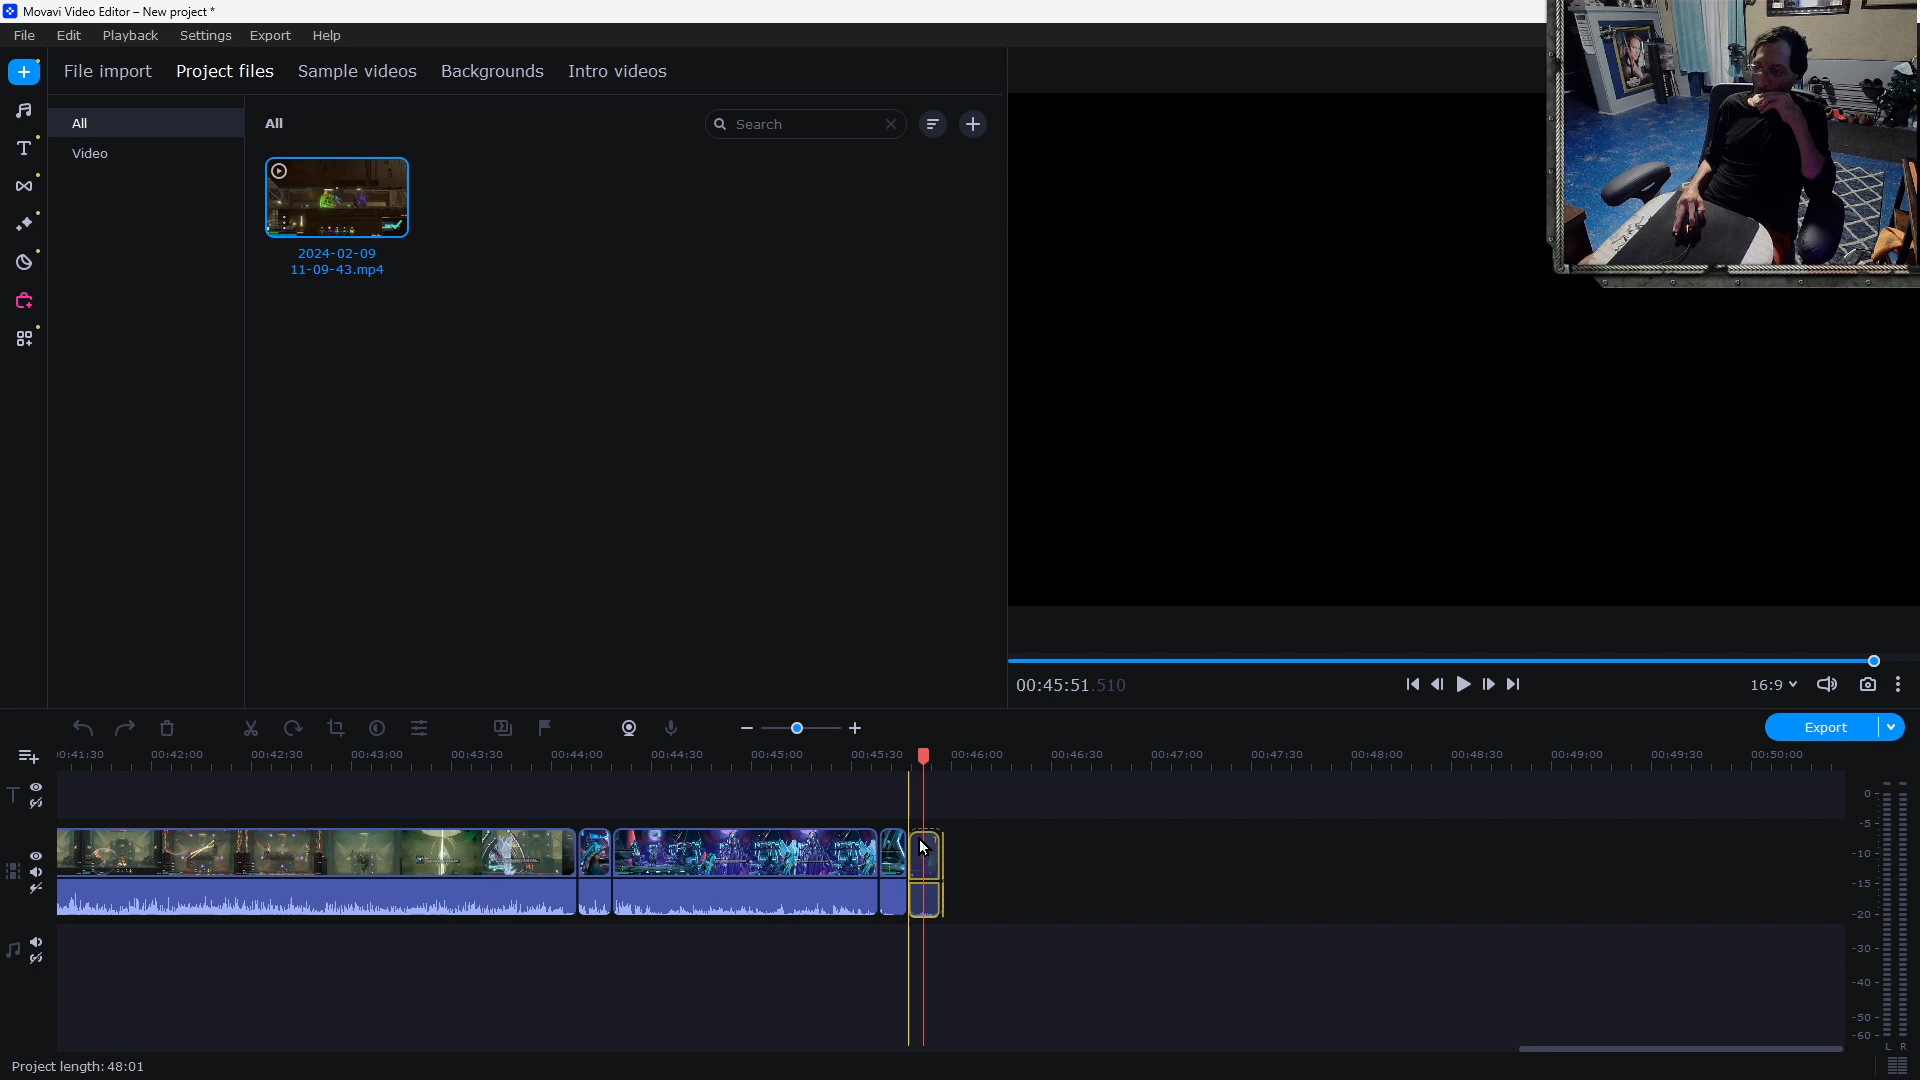 Movavi Video Editor – New project *
File Edit Playback Settings Export Help
File import Project files Sample videos Backgrounds Intro videos
All
Video
All
Search
2024-02-09
11-09-43.mp4
00:45:51.510
16:9
Export
0:41:30 00:42:00 00:42:30 00:43:00 00:43:30 00:44:00 00:44:30 00:45:00 00:45:30 00:46:00 00:46:30 00:47:00 00:47:30 00:48:00 00:48:30 00:49:00 00:49:30 00:50:00
0
-5
-10
-15
-20
-30
-40
-50
-60
L R
Project length: 48:01